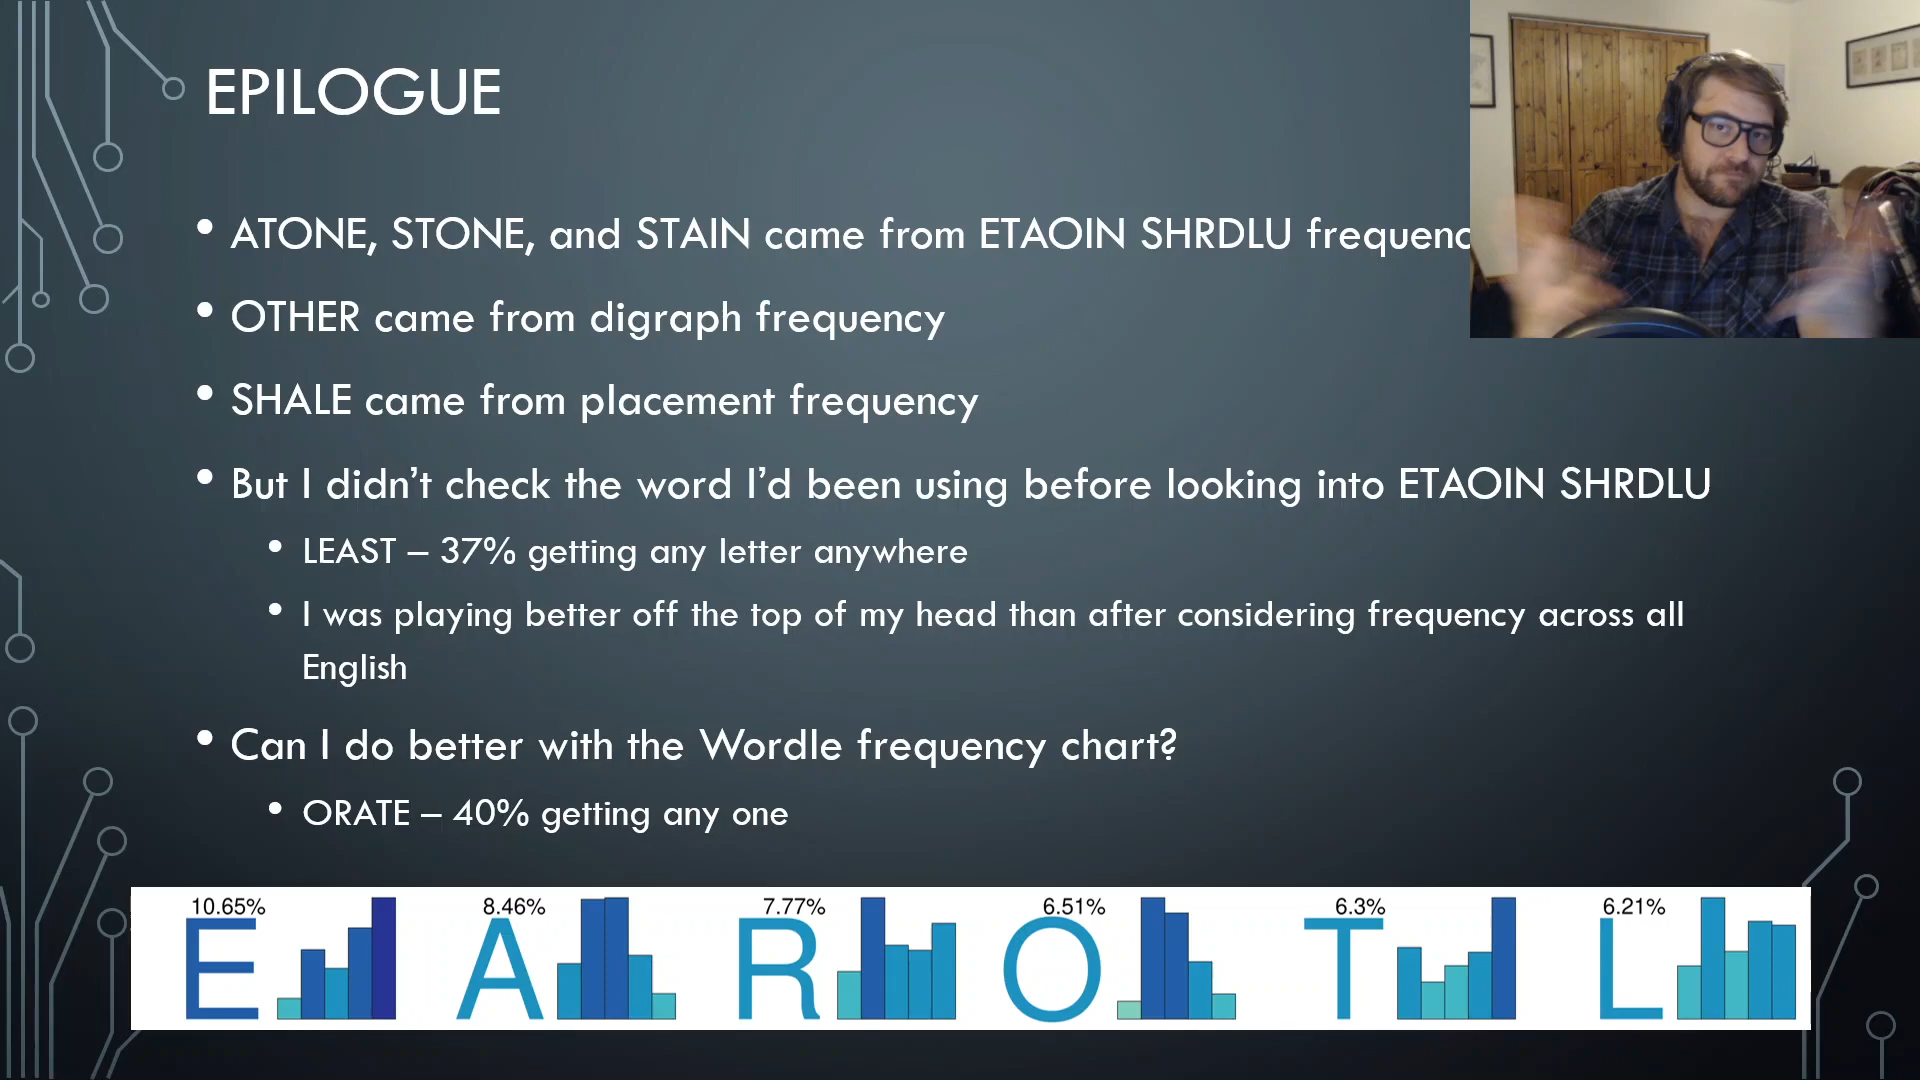 EPILOGUE
• ATONE, STONE, and STAIN came from ETAOIN SHRDLU frequenc
• OTHER came from digraph frequency
• SHALE came from placement frequency
• But I didn’t check the word I’d been using before looking into ETAOIN SHRDLU
• LEAST – 37% getting any letter anywhere
• I was playing better off the top of my head than after considering frequency across all
English
• Can I do better with the Wordle frequency chart?
• ORATE – 40% getting any one
10.65% 8.46% 7.77% 6.51% 6.3% 6.21%
E A R O T L